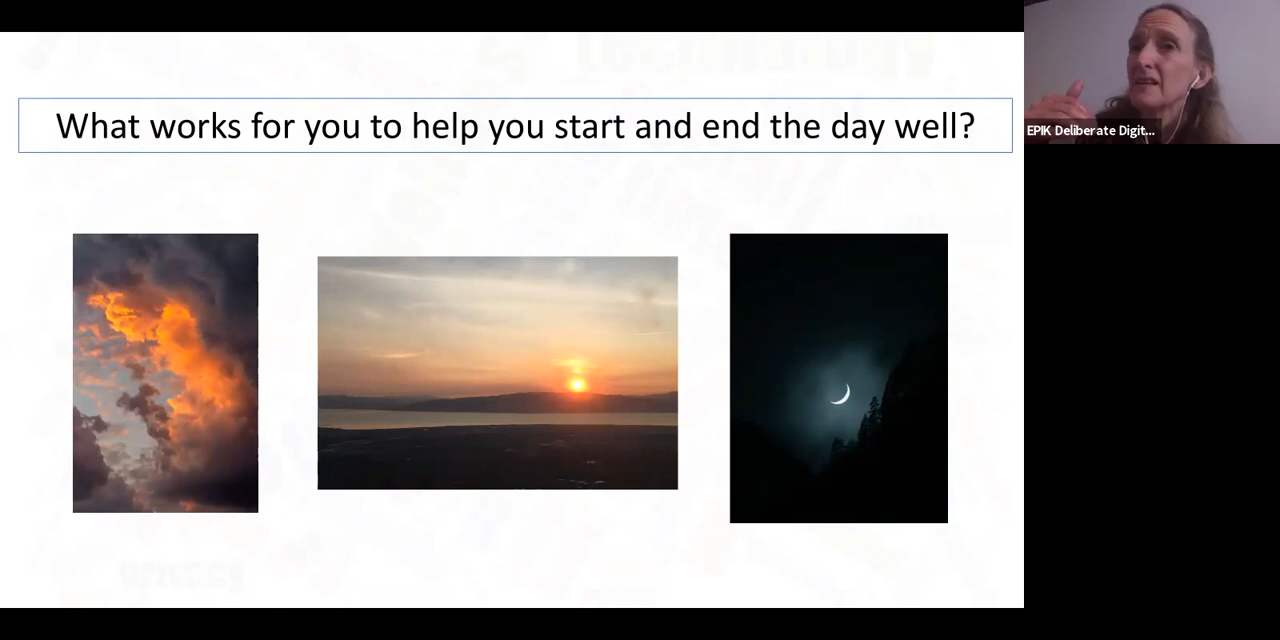 What works for you to help you start and end the day well?
EPIK Deliberate Digit...